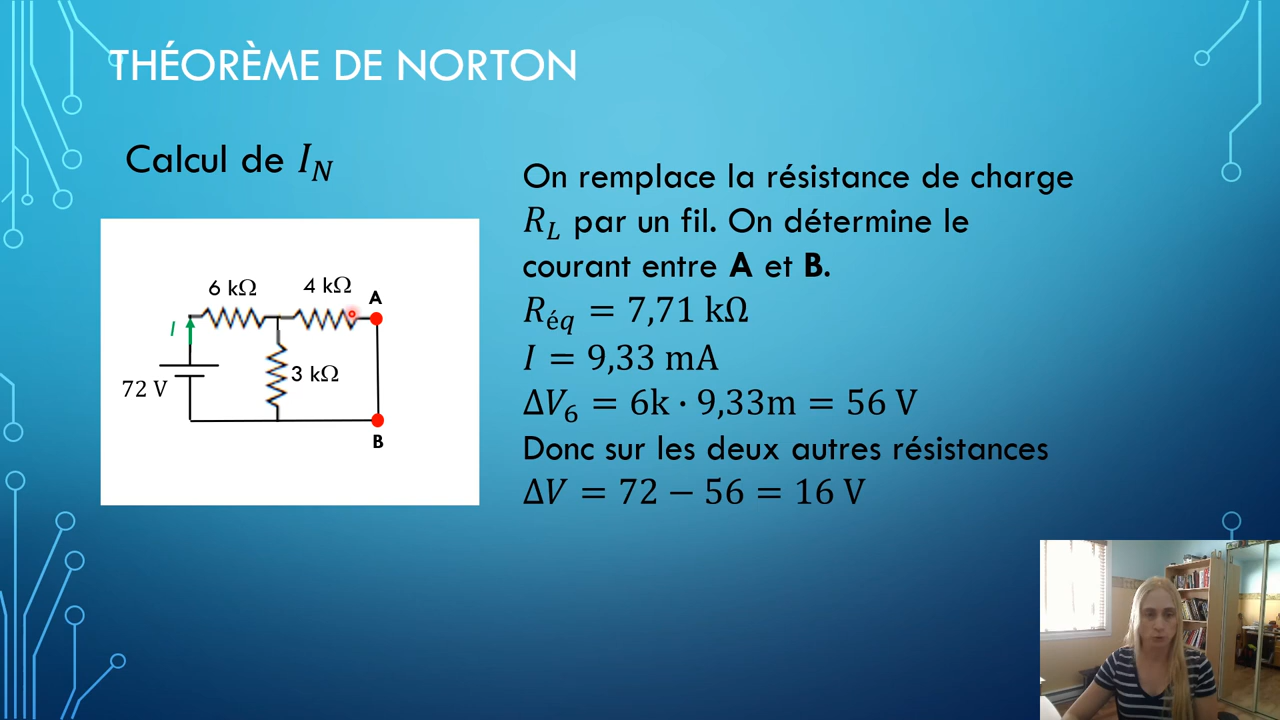 THÉORÈME DE NORTON
Calcul de I_N
6 kΩ
4 kΩ
A
I
72 V
3 kΩ
B
On remplace la résistance de charge
R_L par un fil. On détermine le
courant entre A et B.
R_éq = 7,71 kΩ
I = 9,33 mA
ΔV_6 = 6k · 9,33m = 56 V
Donc sur les deux autres résistances
ΔV = 72 − 56 = 16 V